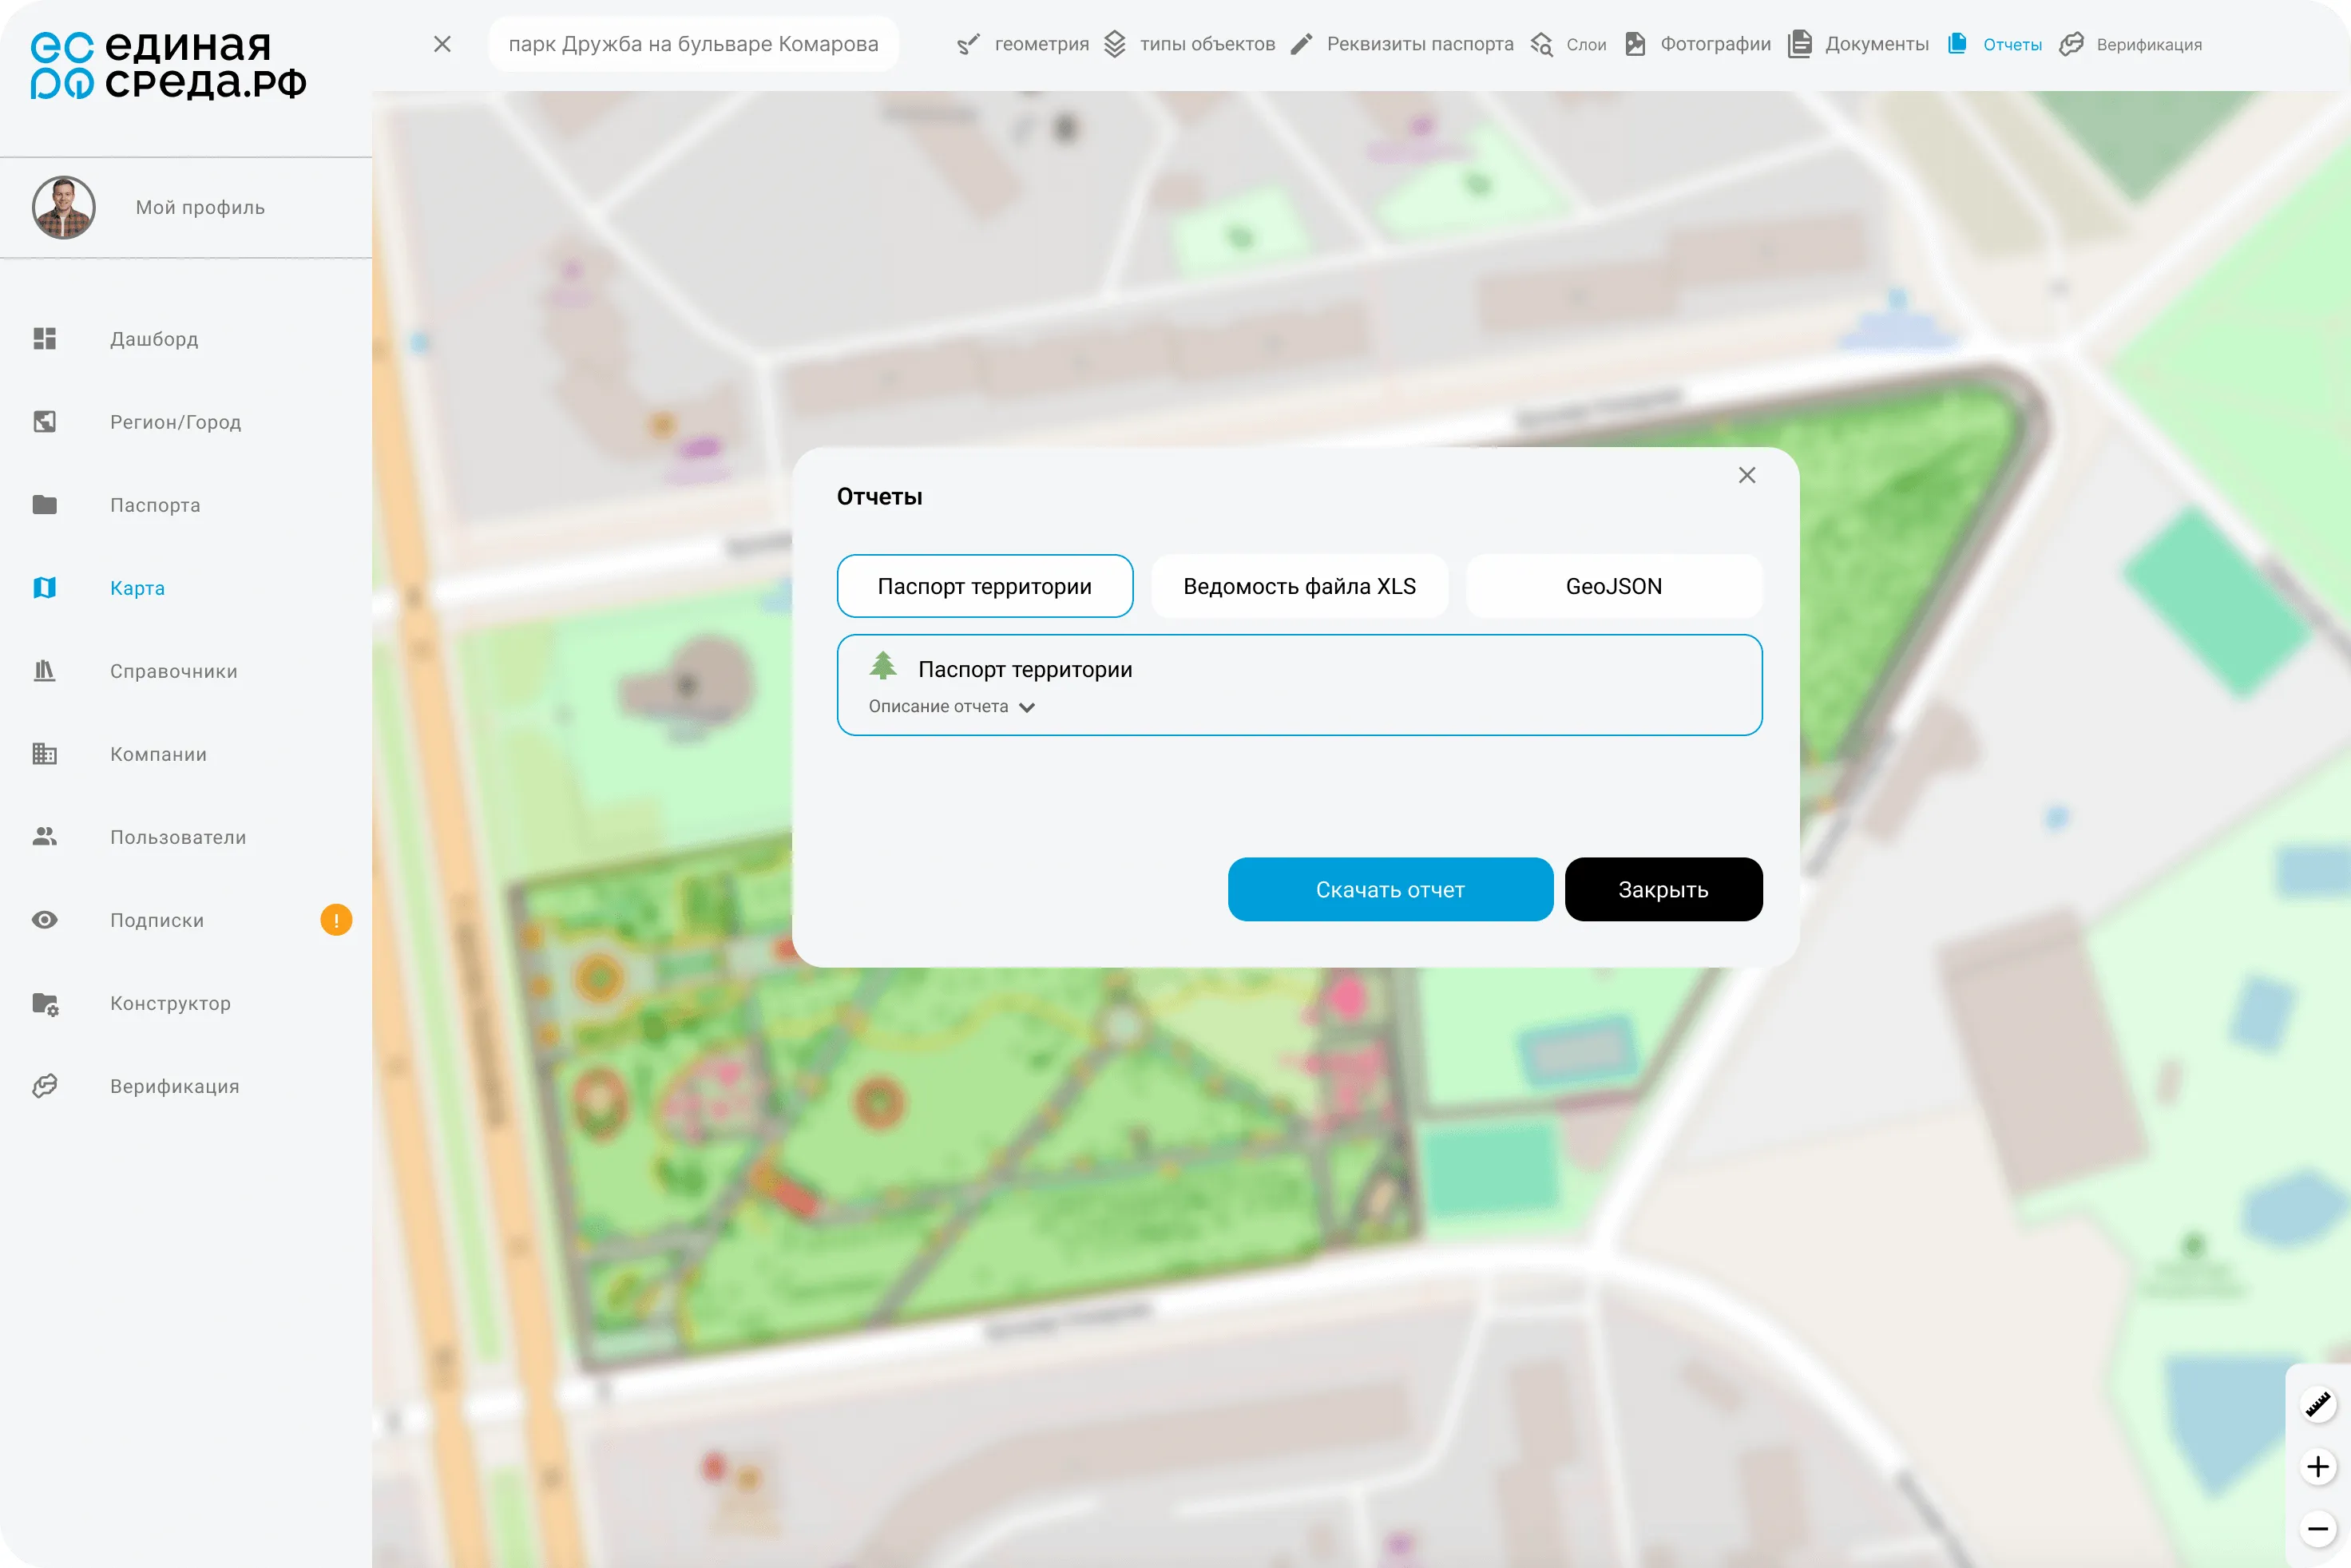 единая
среда.рф
парк Дружба на бульваре Комарова
геометрия
типы объектов
Реквизиты паспорта
Слои
Фотографии
Документы
Отчеты
Верификация
Мой профиль
Дашборд
Регион/Город
Паспорта
Карта
Справочники
Компании
Пользователи
Подписки
!
Конструктор
Верификация
Отчеты
Паспорт территории
Ведомость файла XLS
GeoJSON
Паспорт территории
Описание отчета
Скачать отчет
Закрыть